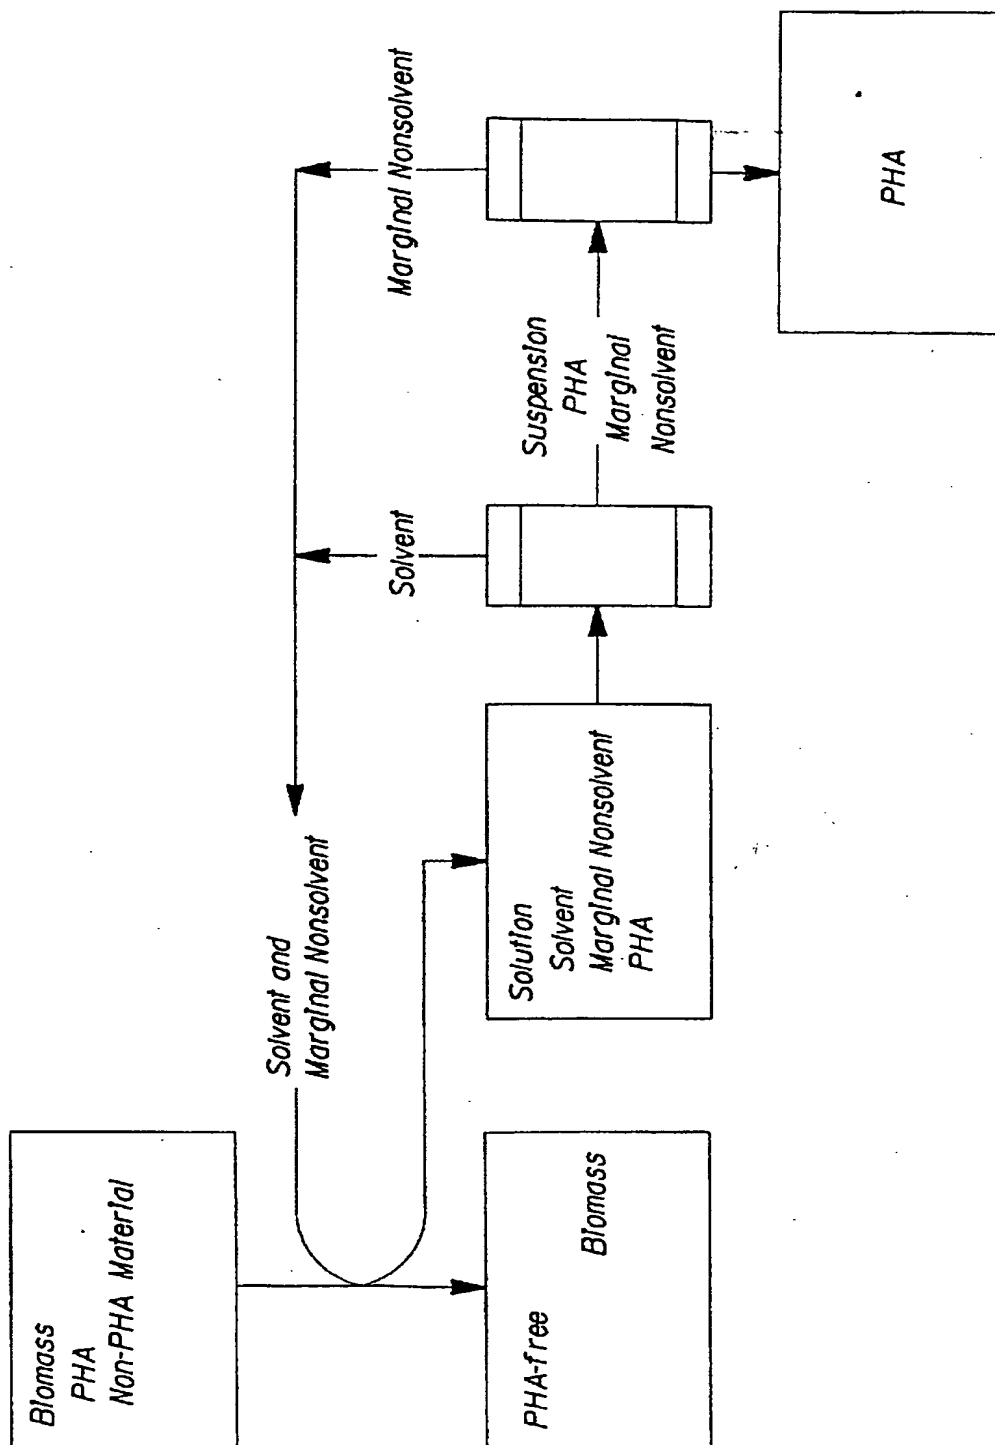 Biomass
PHA
Non-PHA Material
PHA-free
Biomass
Solvent and
Marginal Nonsolvent
Solution
Solvent
Marginal Nonsolvent
PHA
Solvent
Suspension
PHA
Marginal
Nonsolvent
Marginal Nonsolvent
PHA